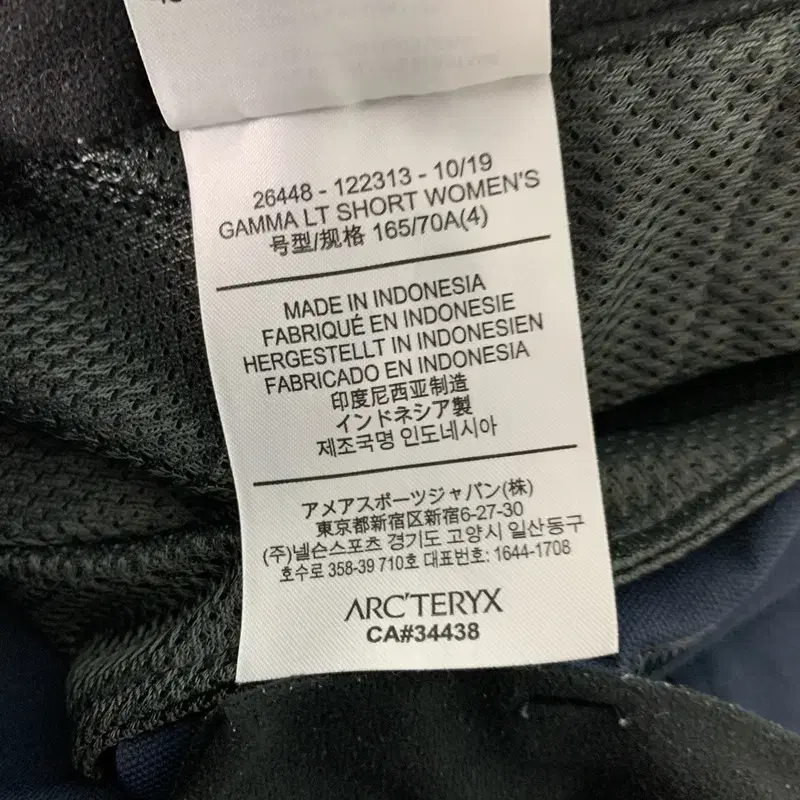 26448 - 122313 - 10/19
GAMMA LT SHORT WOMEN'S
号型/规格 165/70A(4)
MADE IN INDONESIA
FABRIQUÉ EN INDONESIE
HERGESTELLT IN INDONESIEN
FABRICADO EN INDONESIA
印度尼西亚制造
インドネシア製
제조국명 인도네시아
アメアスポーツジャパン(株)
東京都新宿区新宿6-27-30
(주)넬슨스포츠 경기도 고양시 일산동구
호수로 358-39 710호 대표번호: 1644-1708
ARC'TERYX
CA#34438